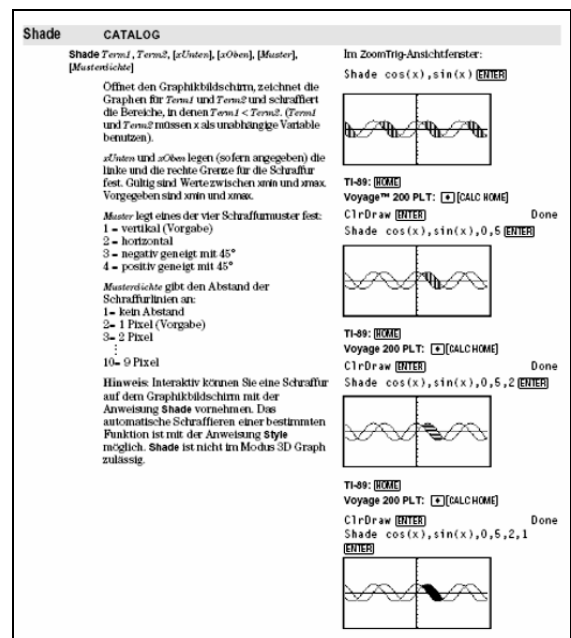 Shade CATALOG
Shade Term1, Term2, [xUnten], [xOben], [Muster],
[Musterdichte]
Öffnet den Graphikbildschirm, zeichnet die
Graphen für Term1 und Term2 und schraffiert
die Bereiche, in denen Term1 < Term2. (Term1
und Term2 müssen x als unabhängige Variable
benutzen).
xUnten und xOben legen (sofern angegeben) die
linke und die rechte Grenze für die Schraffur
fest. Gültig sind Werte zwischen xmin und xmax.
Vorgegeben sind xmin und xmax.
Muster legt eines der vier Schraffurmuster fest:
1 = vertikal (Vorgabe)
2 = horizontal
3 = negativ geneigt mit 45°
4 = positiv geneigt mit 45°
Musterdichte gibt den Abstand der
Schraffurlinien an:
1= kein Abstand
2= 1 Pixel (Vorgabe)
3= 2 Pixel
⋮
10= 9 Pixel
Hinweis: Interaktiv können Sie eine Schraffur
auf dem Graphikbildschirm mit der
Anweisung Shade vornehmen. Das
automatische Schraffieren einer bestimmten
Funktion ist mit der Anweisung Style
möglich. Shade ist nicht im Modus 3D Graph
zulässig.
Im ZoomTrig-Ansichtfenster:
Shade cos(x),sin(x) ENTER
TI-89: HOME
Voyage™ 200 PLT: ♦ [CALC HOME]
ClrDraw ENTER Done
Shade cos(x),sin(x),0,5 ENTER
TI-89: HOME
Voyage 200 PLT: ♦ [CALC HOME]
ClrDraw ENTER Done
Shade cos(x),sin(x),0,5,2 ENTER
TI-89: HOME
Voyage 200 PLT: ♦ [CALC HOME]
ClrDraw ENTER Done
Shade cos(x),sin(x),0,5,2,1
ENTER